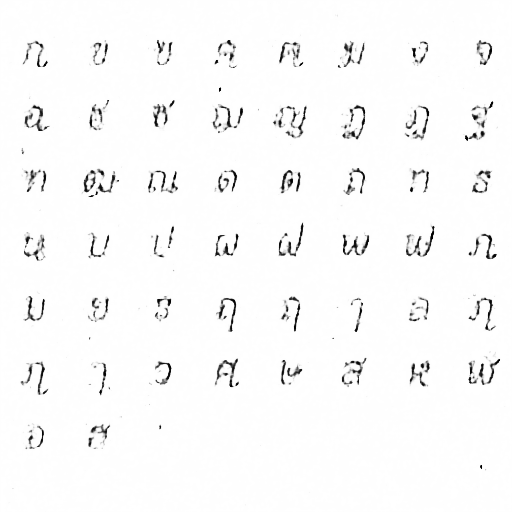 ก ข ฃ ค ฅ ฆ ง จ
ฉ ช ซ ฌ ญ ฎ ฏ ฐ
ฑ ฒ ณ ด ต ถ ท ธ
น บ ป ผ ฝ พ ฟ ภ
ม ย ร ฤ ฤ ๅ ล ฦ
ฦ ๅ ว ศ ษ ส ห ฬ
อ ฮ